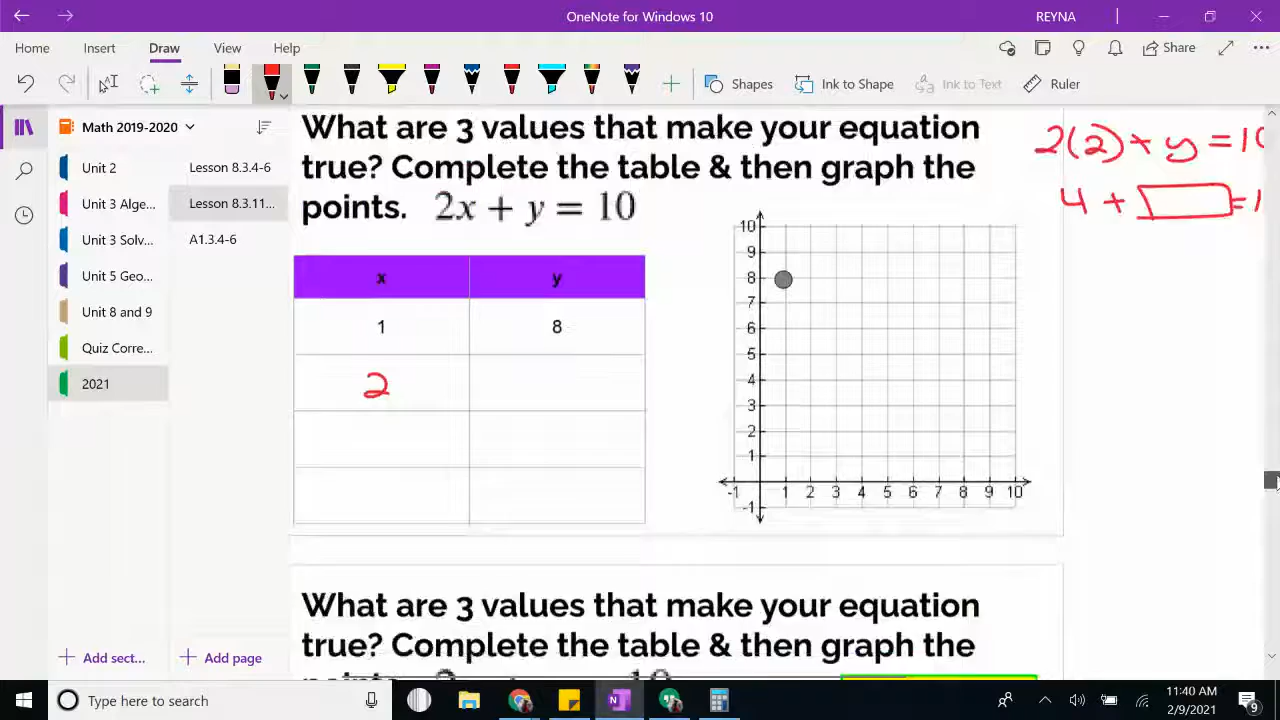 OneNote for Windows 10
REYNA
Home Insert Draw View Help
Share
Shapes
Ink to Shape
Ink to Text
Ruler
Math 2019-2020
Unit 2
Unit 3 Alge...
Unit 3 Solv...
Unit 5 Geo...
Unit 8 and 9
Quiz Corre...
2021
Lesson 8.3.4-6
Lesson 8.3.11...
A1.3.4-6
Add sect...
Add page
What are 3 values that make your equation
true? Complete the table & then graph the
points. 2x + y = 10
x y
1 8
2
10
9
8
7
6
5
4
3
2
1
-1 1 2 3 4 5 6 7 8 9 10
-1
2(2) + y = 10
4 + = 1
What are 3 values that make your equation
true? Complete the table & then graph the
Type here to search
11:40 AM
2/9/2021
9